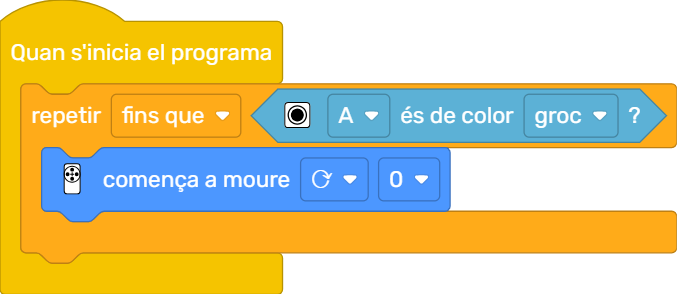 Quan s'inicia el programa
repetir fins que A és de color groc ?
comença a moure 0